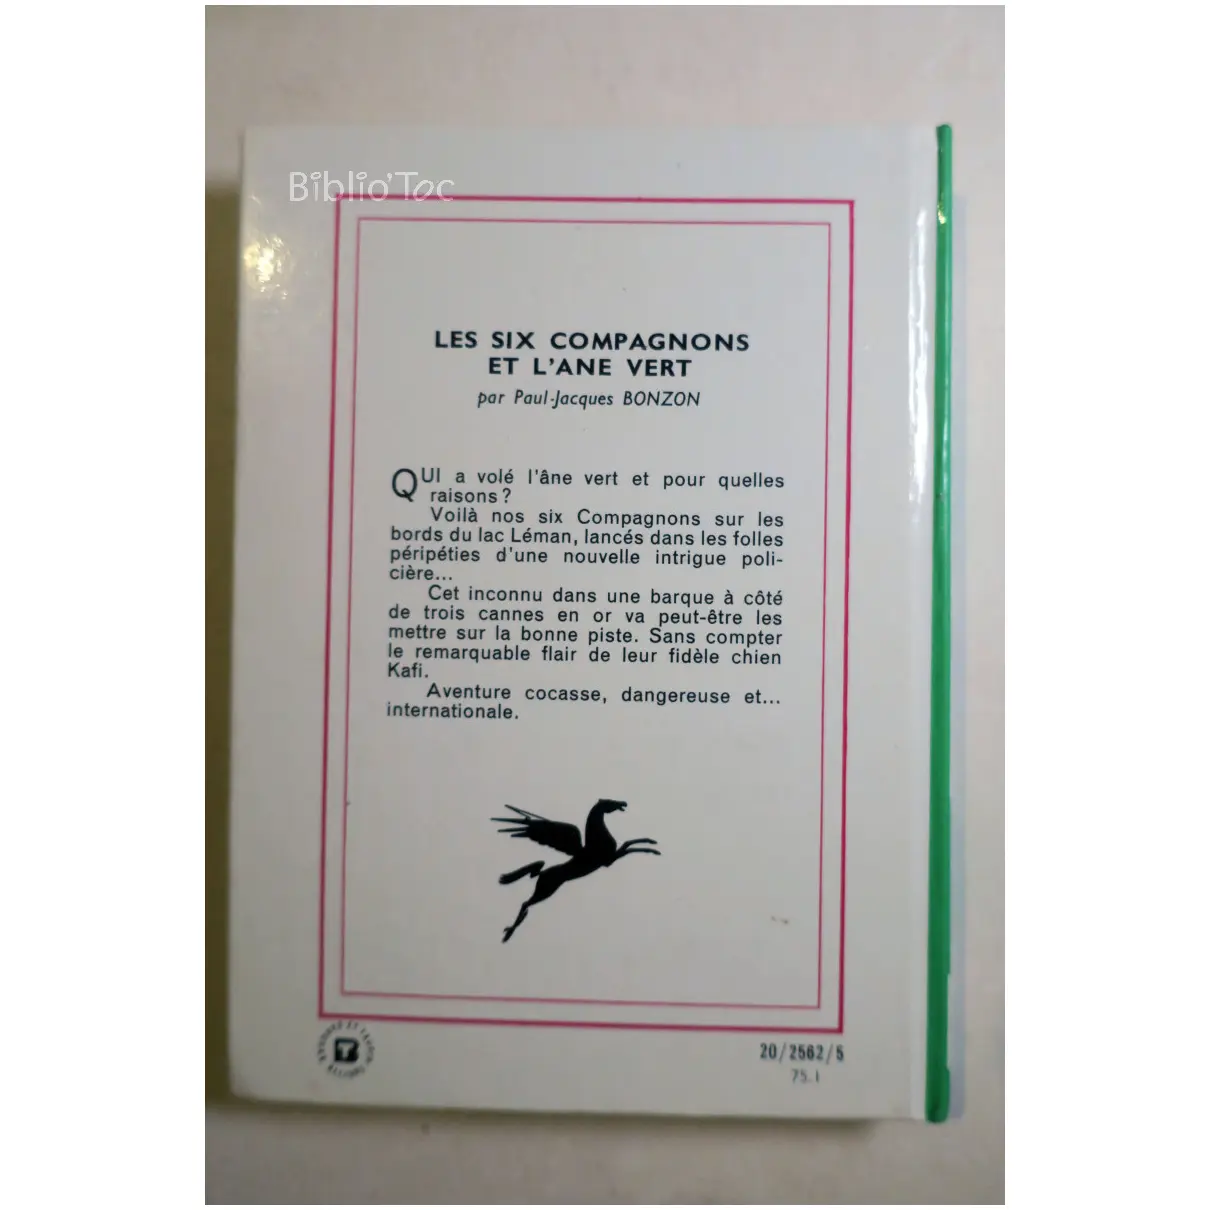 Biblio'Toc
LES SIX COMPAGNONS
ET L'ANE VERT
par Paul-Jacques BONZON
QUI a volé l'âne vert et pour quelles
raisons ?
Voilà nos six Compagnons sur les
bords du lac Léman, lancés dans les folles
péripéties d'une nouvelle intrigue poli-
cière...
Cet inconnu dans une barque à côté
de trois cannes en or va peut-être les
mettre sur la bonne piste. Sans compter
le remarquable flair de leur fidèle chien
Kafi.
Aventure cocasse, dangereuse et...
internationale.
20/2562/5
75.1